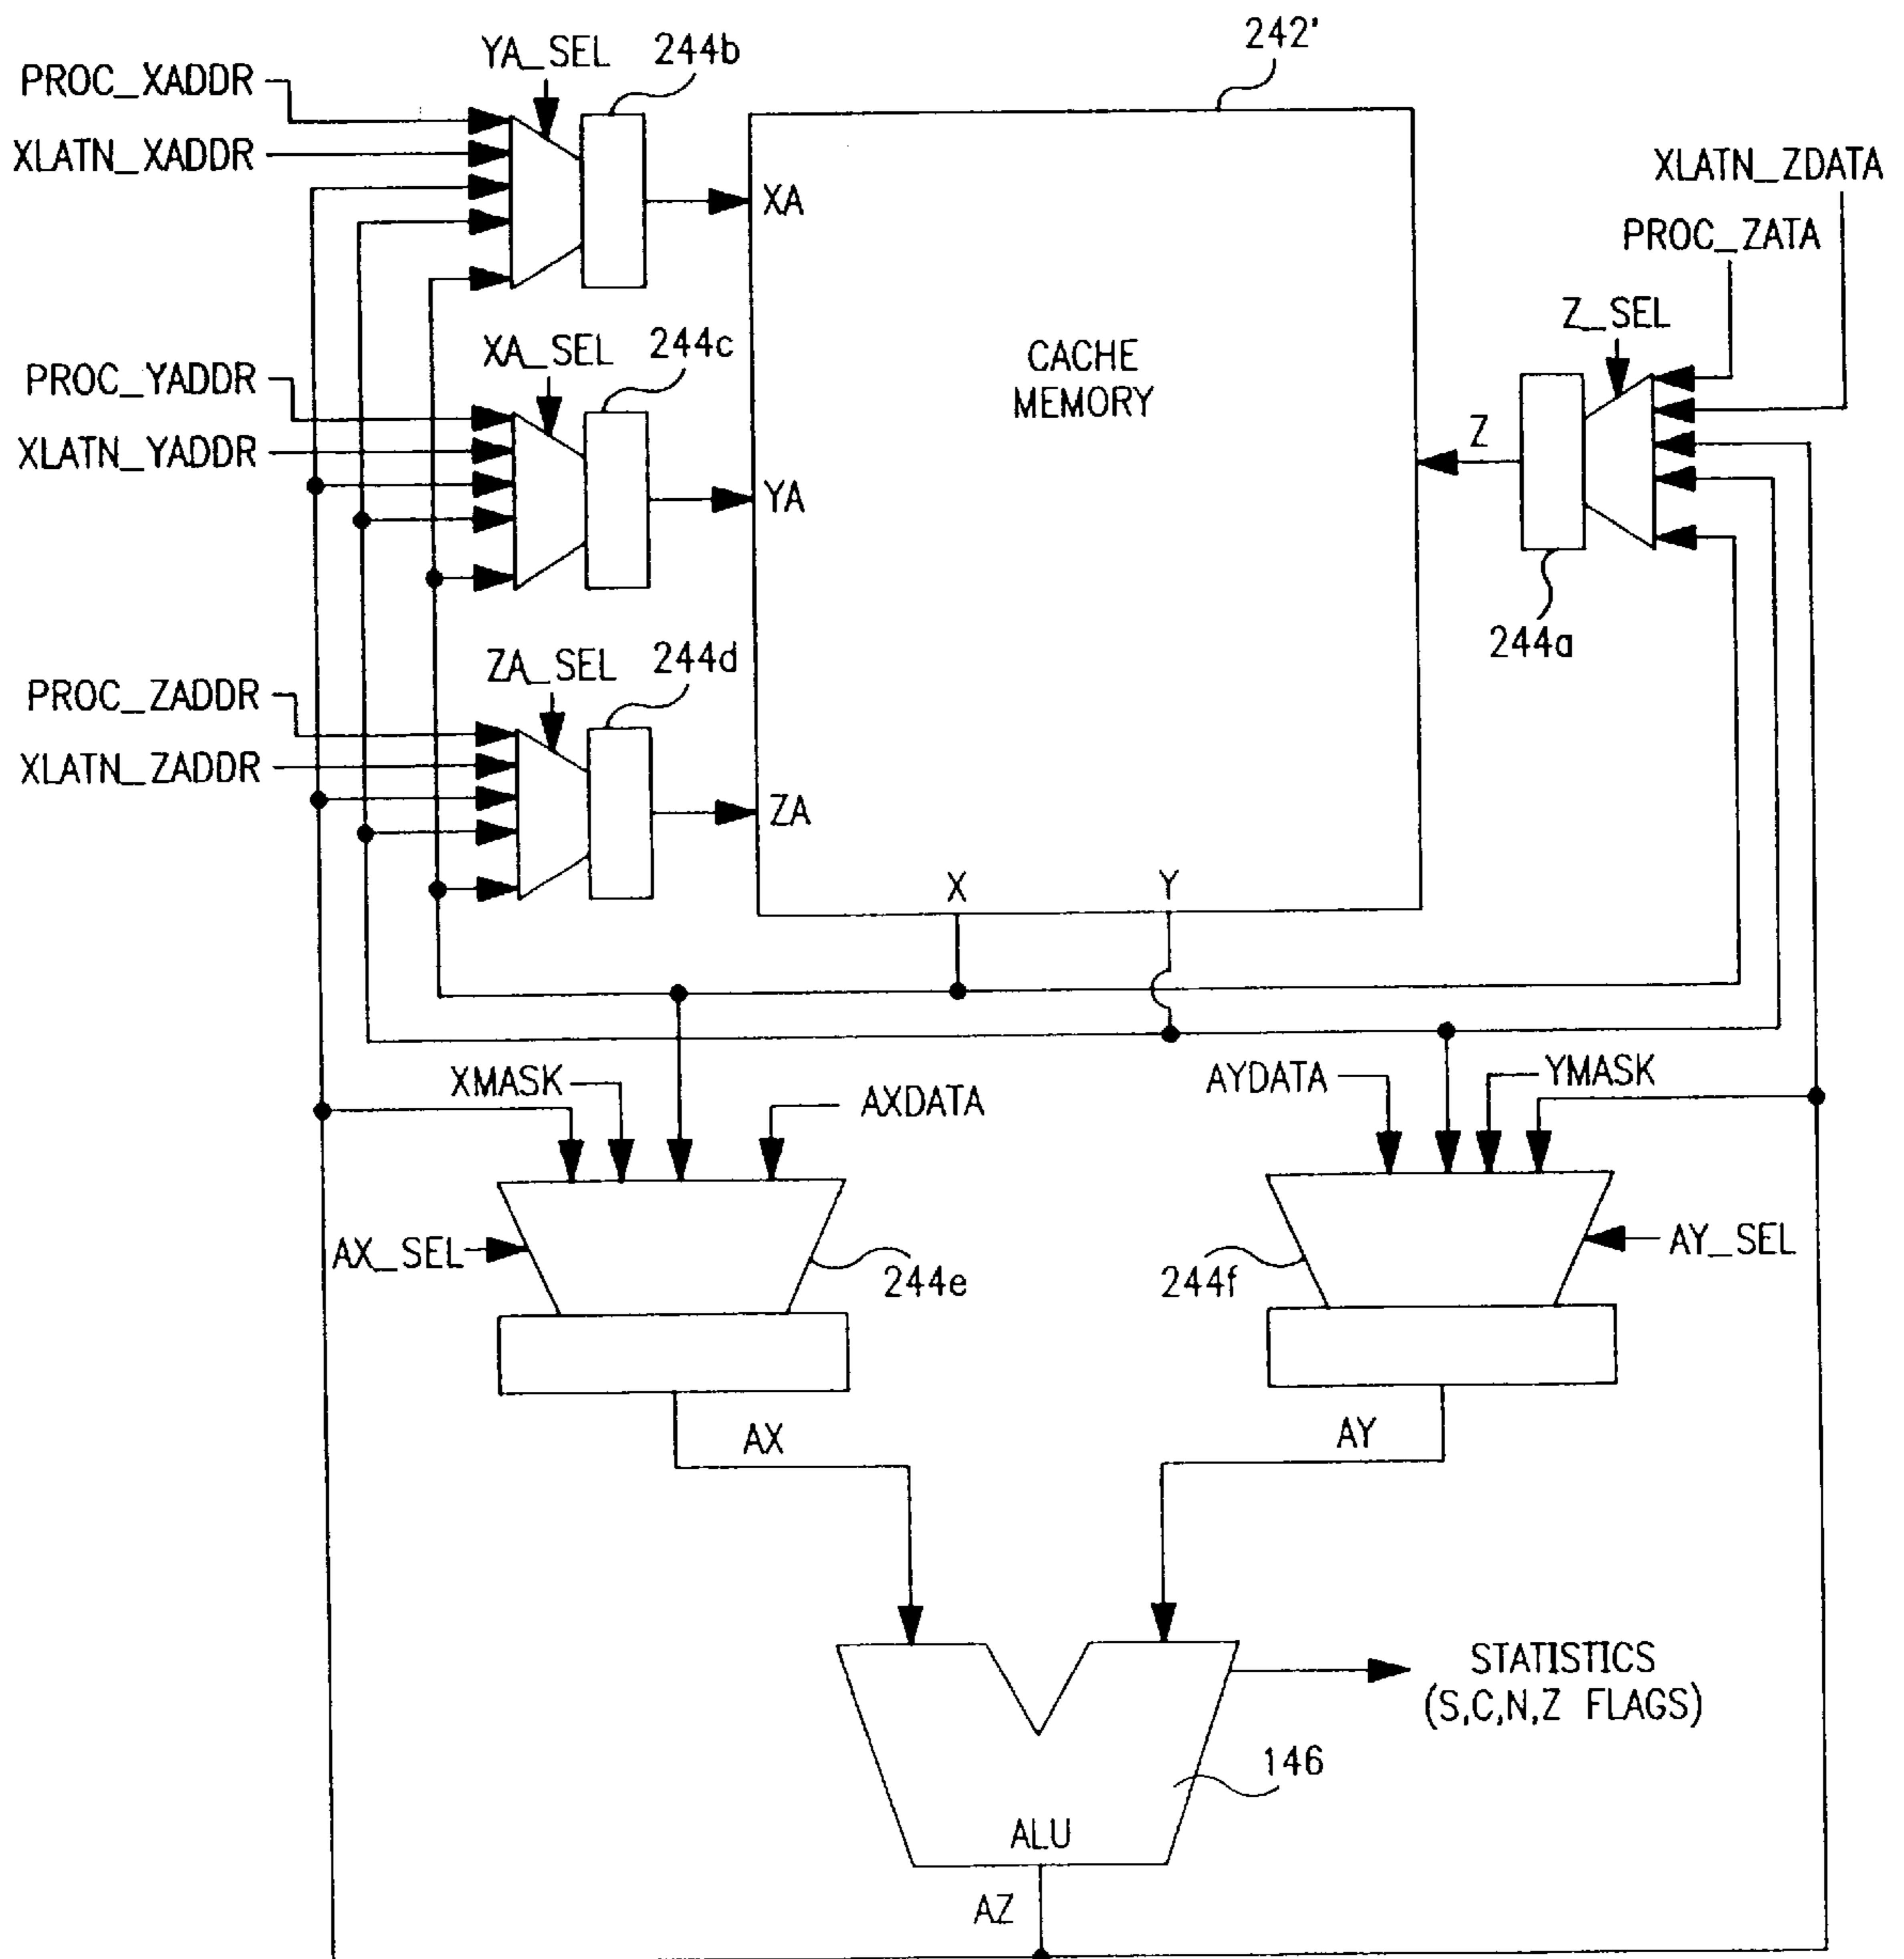 242'
YA_SEL
244b
PROC_XADDR
XLATN_XADDR
XA
XLATN_ZDATA
PROC_ZATA
Z_SEL
XA_SEL
244c
CACHE
MEMORY
PROC_YADDR
XLATN_YADDR
YA
Z
244a
ZA_SEL
244d
PROC_ZADDR
XLATN_ZADDR
ZA
X
Y
XMASK
AXDATA
AYDATA
YMASK
AX_SEL
244e
244f
AY_SEL
AX
AY
STATISTICS
(S,C,N,Z FLAGS)
146
ALU
AZ